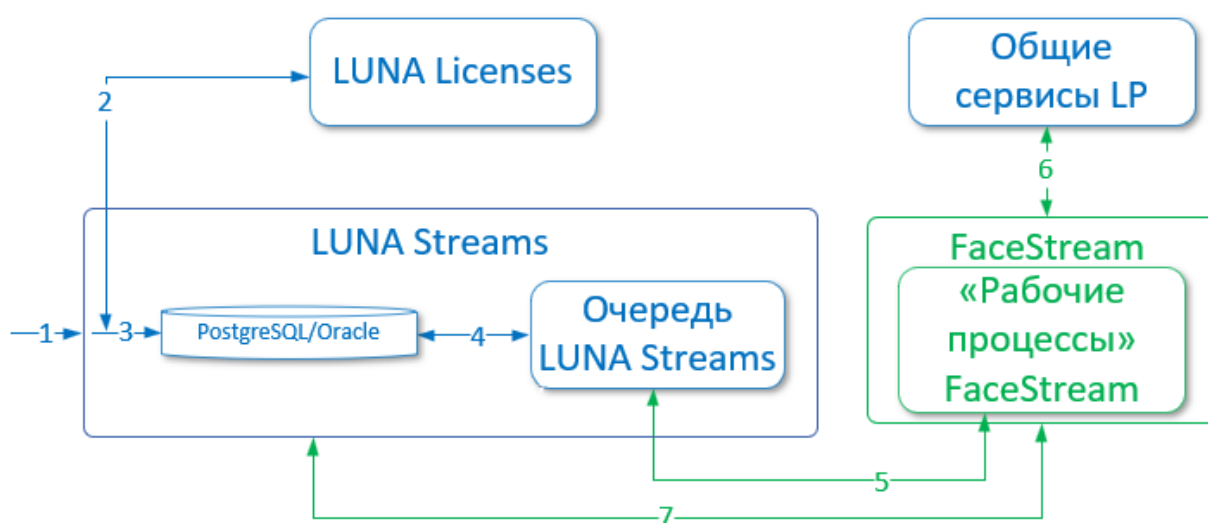 LUNA Licenses
Общие
сервисы LP
2
6
LUNA Streams
FaceStream
1
3
PostgreSQL/Oracle
4
Очередь
LUNA Streams
«Рабочие
процессы»
FaceStream
5
7